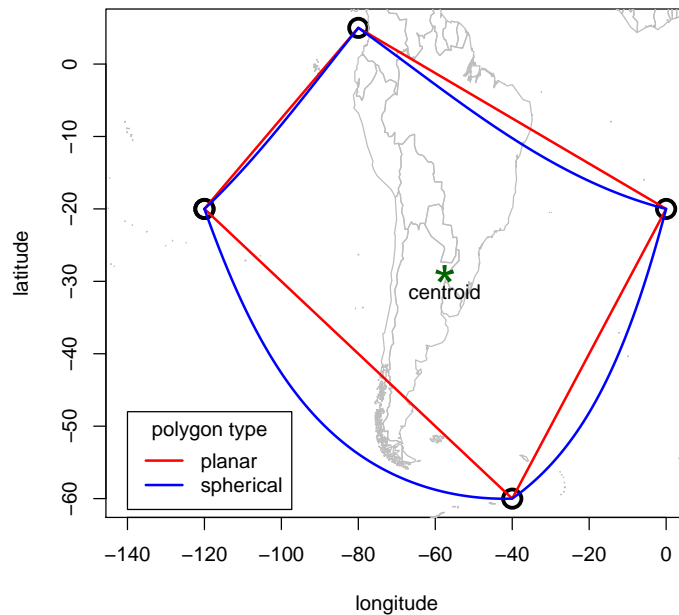 0
−10
−20
−30
−40
−50
−60
latitude
centroid
polygon type
planar
spherical
−140 −120 −100 −80 −60 −40 −20 0
longitude